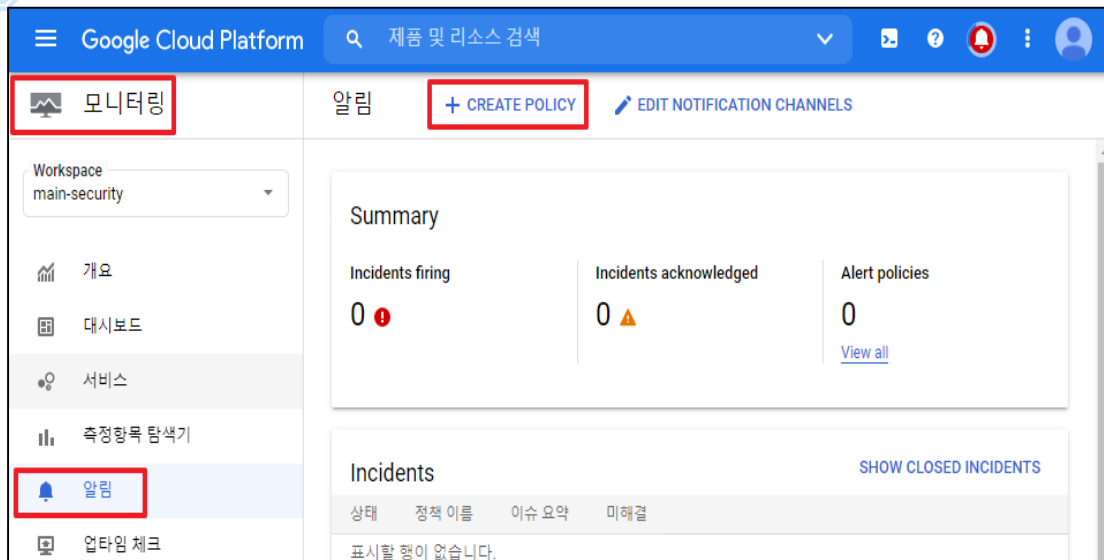 Google Cloud Platform
제품 및 리소스 검색
모니터링
알림
+ CREATE POLICY
EDIT NOTIFICATION CHANNELS
Workspace
main-security
개요
대시보드
서비스
측정항목 탐색기
알림
업타임 체크
Summary
Incidents firing
0
Incidents acknowledged
0
Alert policies
0
View all
Incidents
SHOW CLOSED INCIDENTS
상태 정책 이름 이슈 요약 미해결
표시할 행이 없습니다.